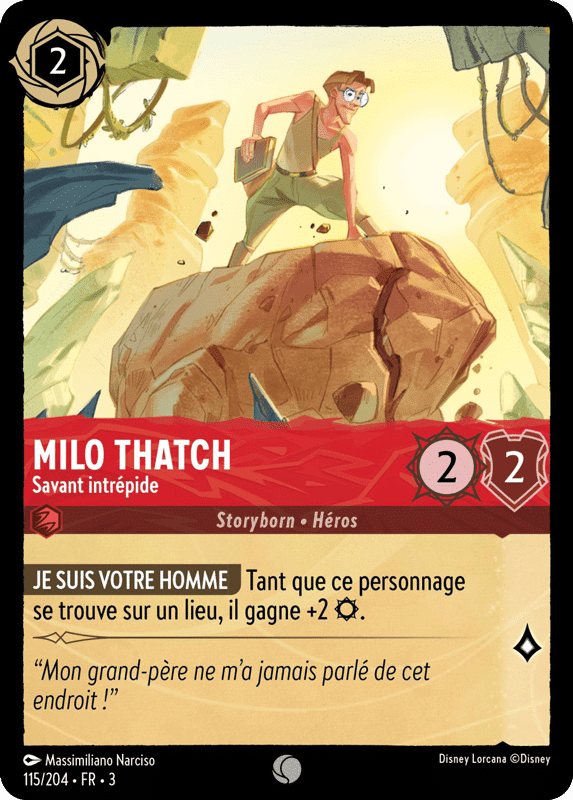 2
MILO THATCH
Savant intrépide
2
2
Storyborn • Héros
JE SUIS VOTRE HOMME Tant que ce personnage
se trouve sur un lieu, il gagne +2 .
“Mon grand-père ne m’a jamais parlé de cet
endroit !”
Massimiliano Narciso
Disney Lorcana ©Disney
115/204 • FR • 3